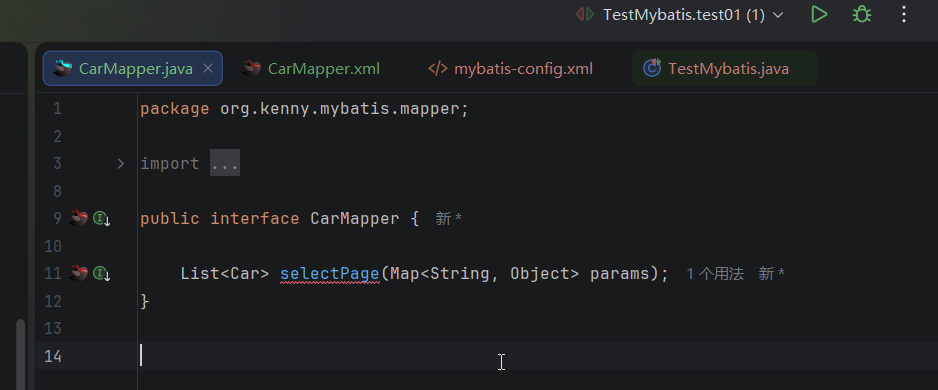 TestMybatis.test01 (1)
CarMapper.java CarMapper.xml mybatis-config.xml TestMybatis.java
1 package org.kenny.mybatis.mapper;
2
3 import ...
8
9 public interface CarMapper { 新 *
10
11 List<Car> selectPage(Map<String, Object> params); 1 个用法 新 *
12 }
13
14